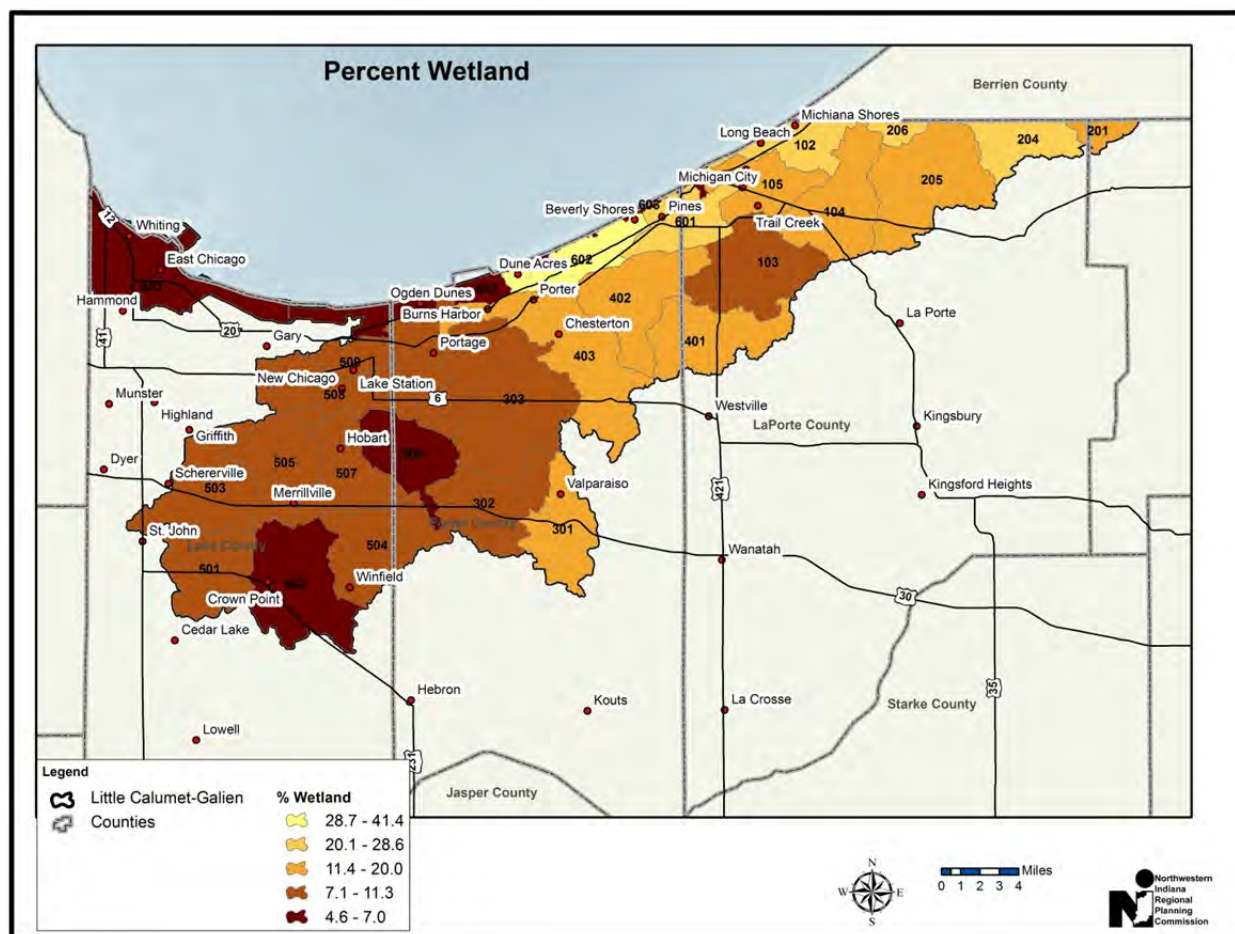 Percent Wetland
Berrien County
Michiana Shores
Long Beach
206
102
204
201
Michigan City
105
205
Whiting
12
Beverly Shores
603
Pines
601
104
Trail Creek
East Chicago
Dune Acres
602
103
Hammond
Ogden Dunes
Porter
402
Burns Harbor
20
41
Gary
Portage
Chesterton
401
La Porte
403
509
New Chicago
Lake Station
508
6
303
Munster
Highland
Westville
Griffith
LaPorte County
Kingsbury
Hobart
Dyer
505
507
Schererville
503
Merrillville
302
Valparaiso
421
Kingsford Heights
301
St. John
504
Wanatah
501
Winfield
Crown Point
30
Cedar Lake
Hebron
Kouts
La Crosse
35
Starke County
Lowell
231
Jasper County
Legend
Little Calumet-Galien
Counties
% Wetland
28.7 - 41.4
20.1 - 28.6
11.4 - 20.0
7.1 - 11.3
4.6 - 7.0
N
W E
S
Miles
0 1 2 3 4
Northwestern
Indiana
Regional
Planning
Commission